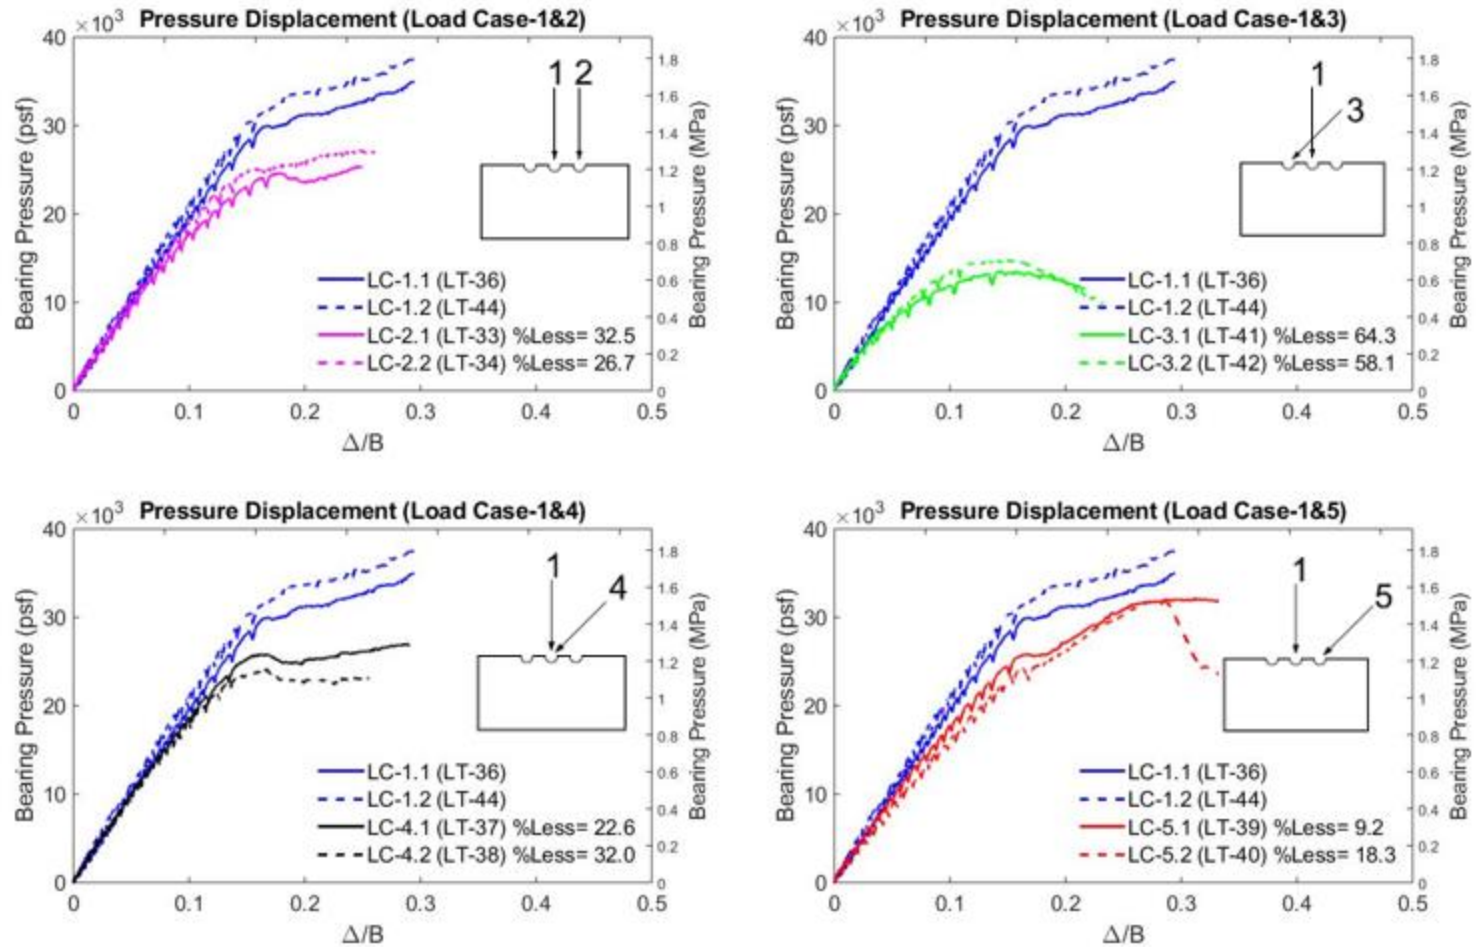 Pressure Displacement (Load Case-1&2)
×10³
40
30
20
10
0
Bearing Pressure (psf)
1 2
1.8
1.6
1.4
1.2
1
0.8
0.6
0.4
0.2
0
Bearing Pressure (MPa)
LC-1.1 (LT-36)
LC-1.2 (LT-44)
LC-2.1 (LT-33) %Less= 32.5
LC-2.2 (LT-34) %Less= 26.7
0 0.1 0.2 0.3 0.4 0.5
Δ/B
Pressure Displacement (Load Case-1&3)
×10³
40
30
20
10
0
Bearing Pressure (psf)
1
3
1.8
1.6
1.4
1.2
1
0.8
0.6
0.4
0.2
0
Bearing Pressure (MPa)
LC-1.1 (LT-36)
LC-1.2 (LT-44)
LC-3.1 (LT-41) %Less= 64.3
LC-3.2 (LT-42) %Less= 58.1
0 0.1 0.2 0.3 0.4 0.5
Δ/B
Pressure Displacement (Load Case-1&4)
×10³
40
30
20
10
0
Bearing Pressure (psf)
1
4
1.8
1.6
1.4
1.2
1
0.8
0.6
0.4
0.2
0
Bearing Pressure (MPa)
LC-1.1 (LT-36)
LC-1.2 (LT-44)
LC-4.1 (LT-37) %Less= 22.6
LC-4.2 (LT-38) %Less= 32.0
0 0.1 0.2 0.3 0.4 0.5
Δ/B
Pressure Displacement (Load Case-1&5)
×10³
40
30
20
10
0
Bearing Pressure (psf)
1
5
1.8
1.6
1.4
1.2
1
0.8
0.6
0.4
0.2
0
Bearing Pressure (MPa)
LC-1.1 (LT-36)
LC-1.2 (LT-44)
LC-5.1 (LT-39) %Less= 9.2
LC-5.2 (LT-40) %Less= 18.3
0 0.1 0.2 0.3 0.4 0.5
Δ/B